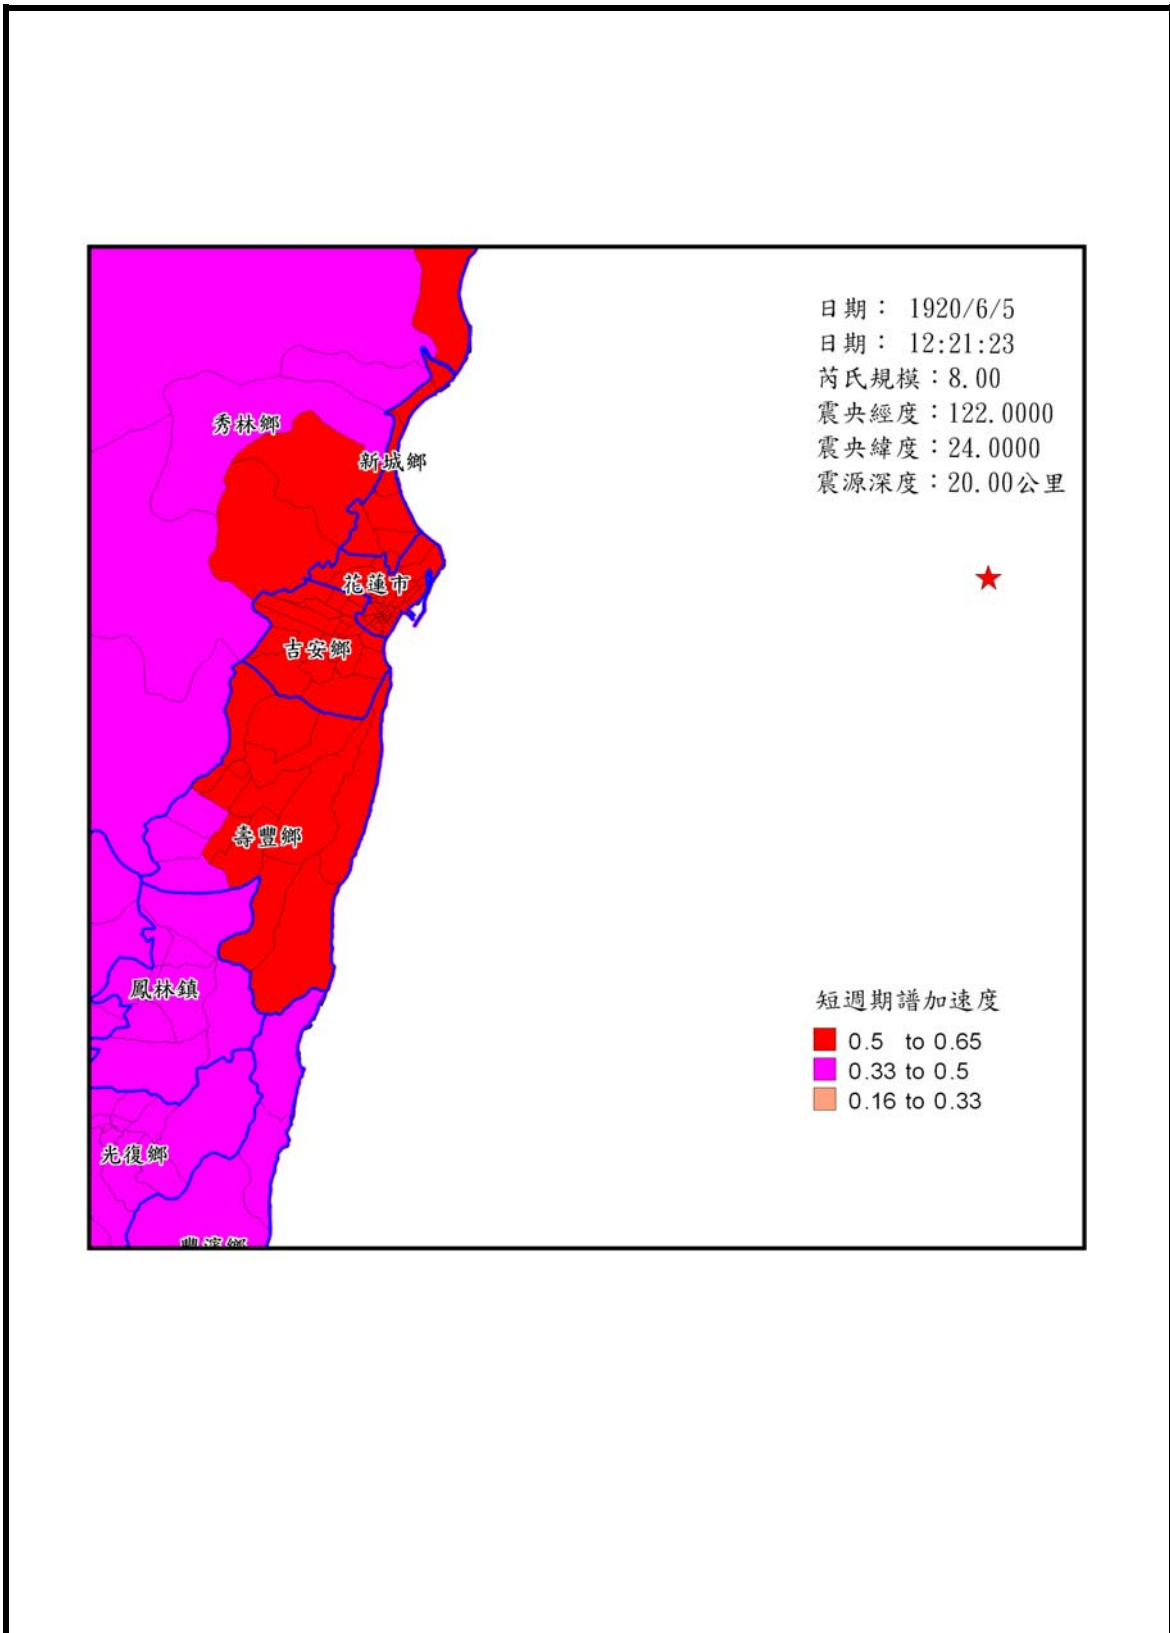 日期： 1920/6/5
日期： 12:21:23
芮氏規模：8.00
震央經度：122.0000
震央緯度：24.0000
震源深度：20.00公里
秀林鄉
新城鄉
花蓮市
吉安鄉
壽豐鄉
鳳林鎮
光復鄉
豐濱鄉
短週期譜加速度
0.5 to 0.65
0.33 to 0.5
0.16 to 0.33